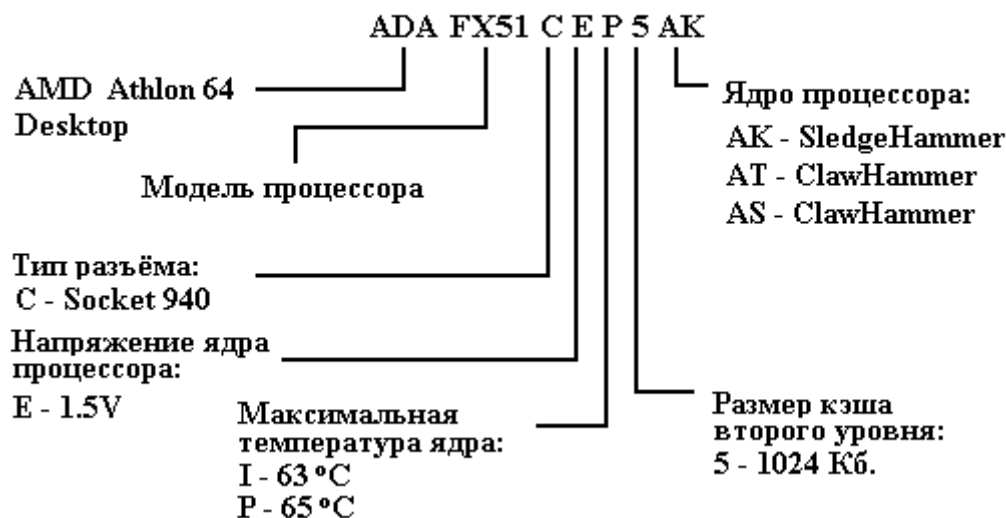 ADA FX51 C E P 5 AK
AMD Athlon 64
Desktop
Модель процессора
Тип разъёма:
C - Socket 940
Напряжение ядра
процессора:
E - 1.5V
Максимальная
температура ядра:
I - 63 °C
P - 65 °C
Ядро процессора:
AK - SledgeHammer
AT - ClawHammer
AS - ClawHammer
Размер кэша
второго уровня:
5 - 1024 Кб.